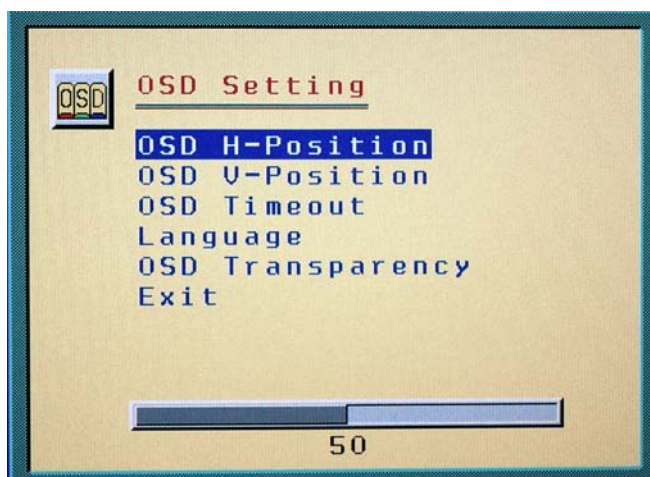 OSD
OSD Setting
OSD H-Position
OSD V-Position
OSD Timeout
Language
OSD Transparency
Exit
50